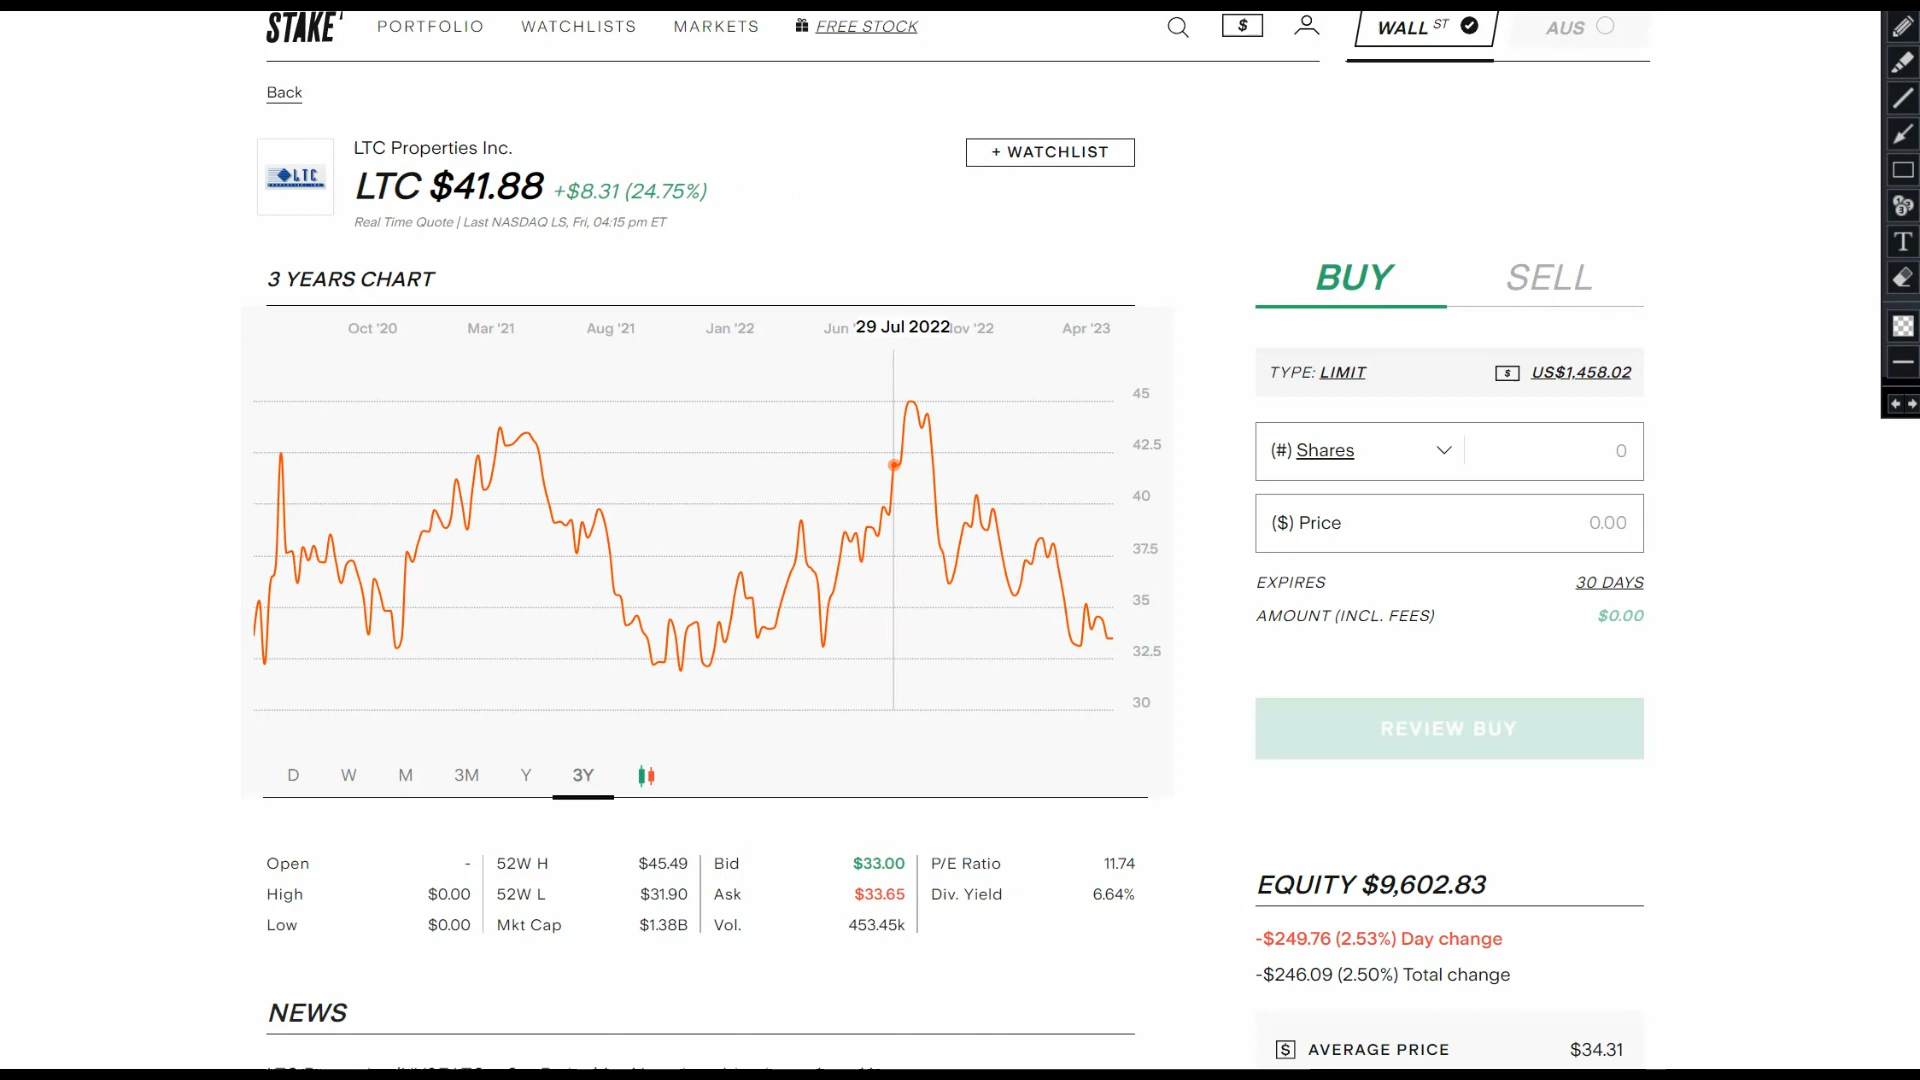 STAKE
PORTFOLIO WATCHLISTS MARKETS FREE STOCK $ WALL ST AUS
Back
LTC
LTC Properties Inc.
+ WATCHLIST
LTC $41.88 +$8.31 (24.75%)
Real Time Quote | Last NASDAQ LS, Fri, 04:15 pm ET
3 YEARS CHART
BUY SELL
Oct '20 Mar '21 Aug '21 Jan '22 Jun ' 29 Jul 2022 ov '22 Apr '23
TYPE: LIMIT $ US$1,458.02
45
42.5
(#) Shares 0
40
($) Price 0.00
37.5
EXPIRES 30 DAYS
35
AMOUNT (INCL. FEES) $0.00
32.5
30
REVIEW BUY
D W M 3M Y 3Y
Open - 52W H $45.49 Bid $33.00 P/E Ratio 11.74
High $0.00 52W L $31.90 Ask $33.65 Div. Yield 6.64%
Low $0.00 Mkt Cap $1.38B Vol. 453.45k
EQUITY $9,602.83
-$249.76 (2.53%) Day change
-$246.09 (2.50%) Total change
NEWS
$ AVERAGE PRICE $34.31
T